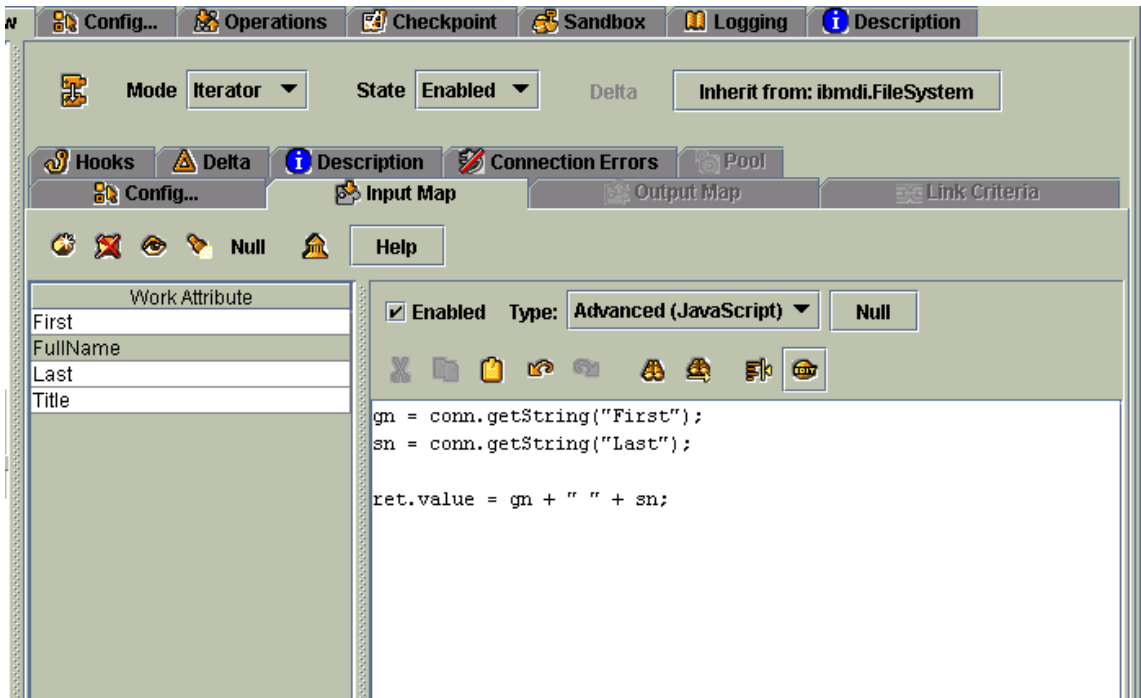 w Config... Operations Checkpoint Sandbox Logging Description
Mode Iterator State Enabled Delta Inherit from: ibmdi.FileSystem
Hooks Delta Description Connection Errors Pool
Config... Input Map Output Map Link Criteria
Null Help
Work Attribute
First
FullName
Last
Title
Enabled Type: Advanced (JavaScript) Null
gn = conn.getString("First");
sn = conn.getString("Last");
ret.value = gn + " " + sn;